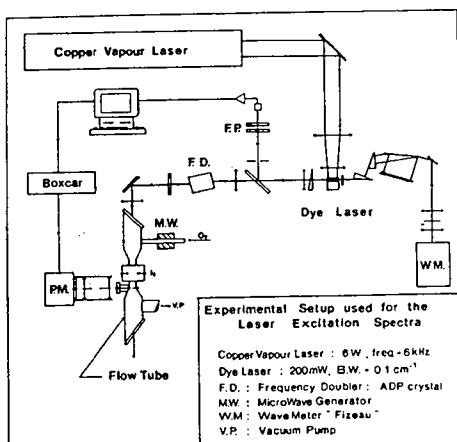 Copper Vapour Laser
F.P.
F.D.
Boxcar
M.W.
O₂
Dye Laser
W.M.
P.M.
V.P
Flow Tube
Experimental Setup used for the
Laser Excitation Spectra
Copper Vapour Laser : 6W, freq - 6kHz
Dye Laser : 200mW, B.W. - 0.1 cm⁻¹
F.D. : Frequency Doubler : ADP crystal
M.W. : MicroWave Generator
W.M : Wave Meter " Fizeau "
V.P. : Vacuum Pump